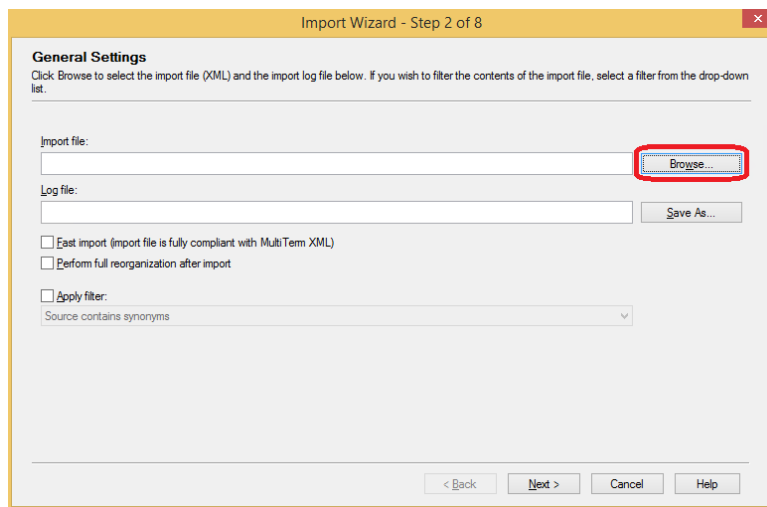 Import Wizard - Step 2 of 8
General Settings
Click Browse to select the import file (XML) and the import log file below. If you wish to filter the contents of the import file, select a filter from the drop-down
list.
Import file:
Browse...
Log file:
Save As...
Fast import (import file is fully compliant with MultiTerm XML)
Perform full reorganization after import
Apply filter:
Source contains synonyms
< Back Next > Cancel Help